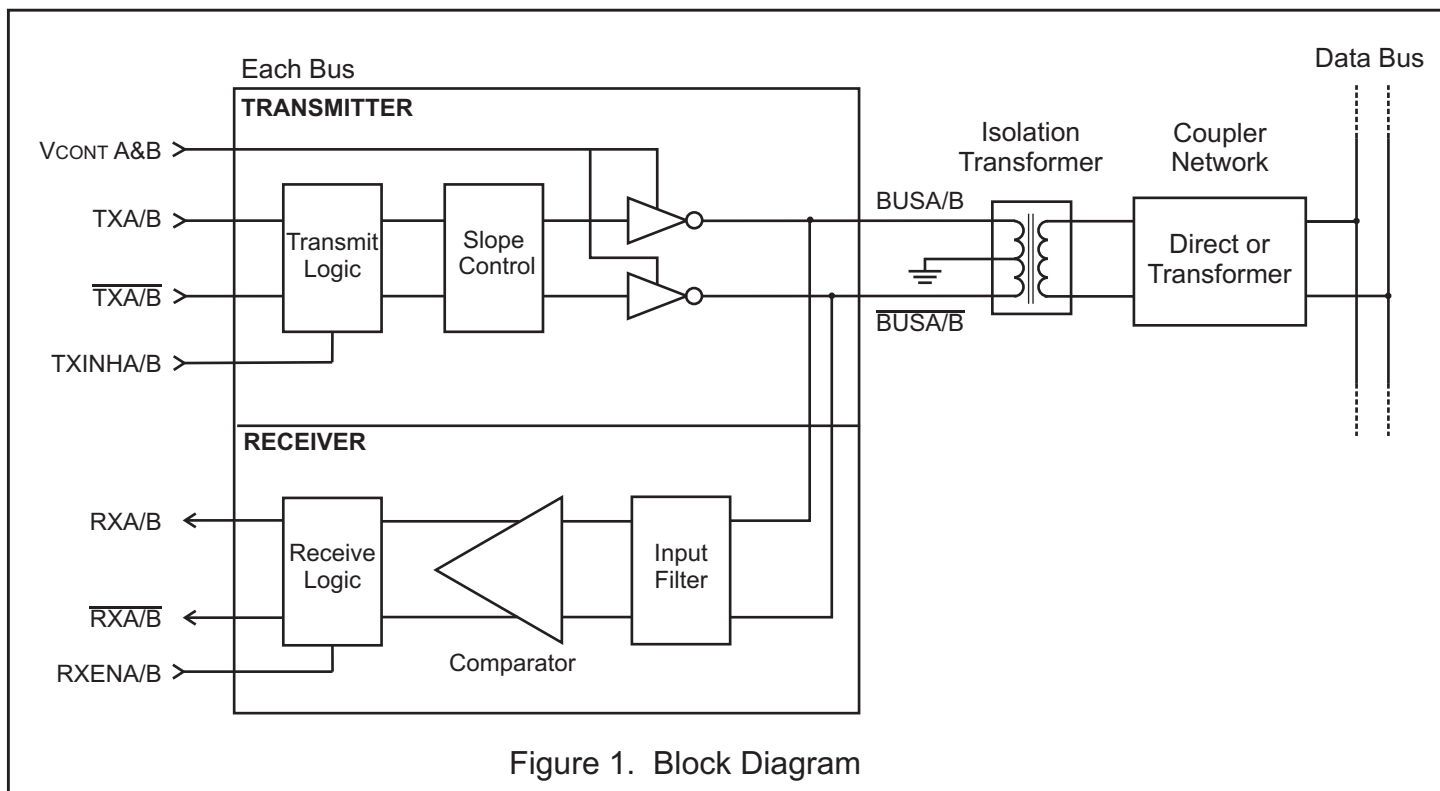 Each Bus
Data Bus
TRANSMITTER
VCONT A&B
TXA/B
TXA/B
TXINHA/B
Transmit
Logic
Slope
Control
BUSA/B
BUSA/B
Isolation
Transformer
Coupler
Network
Direct or
Transformer
RECEIVER
RXA/B
RXA/B
RXENA/B
Receive
Logic
Comparator
Input
Filter
Figure 1. Block Diagram